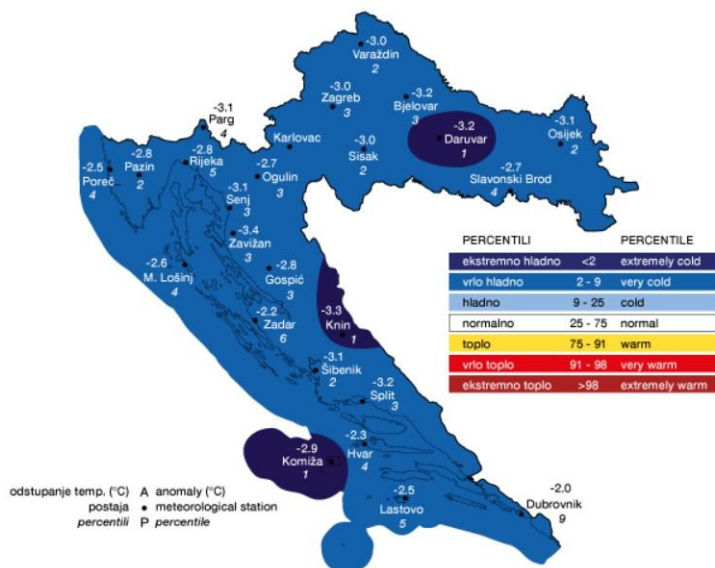 -3.0
Varaždin
2
-3.0
Zagreb
3
-3.2
Bjelovar
3
-3.1
Parg
4
-3.2
Daruvar
1
-3.1
Osijek
2
Karlovac
-3.0
Sisak
2
-2.5
Poreč
4
-2.8
Pazin
2
-2.8
Rijeka
5
-2.7
Ogulin
3
-2.7
Slavonski Brod
4
-3.1
Senj
3
-3.4
Zavižan
3
-2.6
M. Lošinj
4
-2.8
Gospić
3
-3.3
Knin
1
-2.2
Zadar
6
-3.1
Šibenik
2
-3.2
Split
3
-2.3
Hvar
4
-2.9
Komiža
1
-2.5
Lastovo
5
-2.0
Dubrovnik
9
PERCENTILI PERCENTILE
ekstremno hladno <2 extremely cold
vrlo hladno 2 - 9 very cold
hladno 9 - 25 cold
normalno 25 - 75 normal
toplo 75 - 91 warm
vrlo toplo 91 - 98 very warm
ekstremno toplo >98 extremely warm
odstupanje temp. (°C) A anomaly (°C)
postaja • meteorological station
percentili P percentile